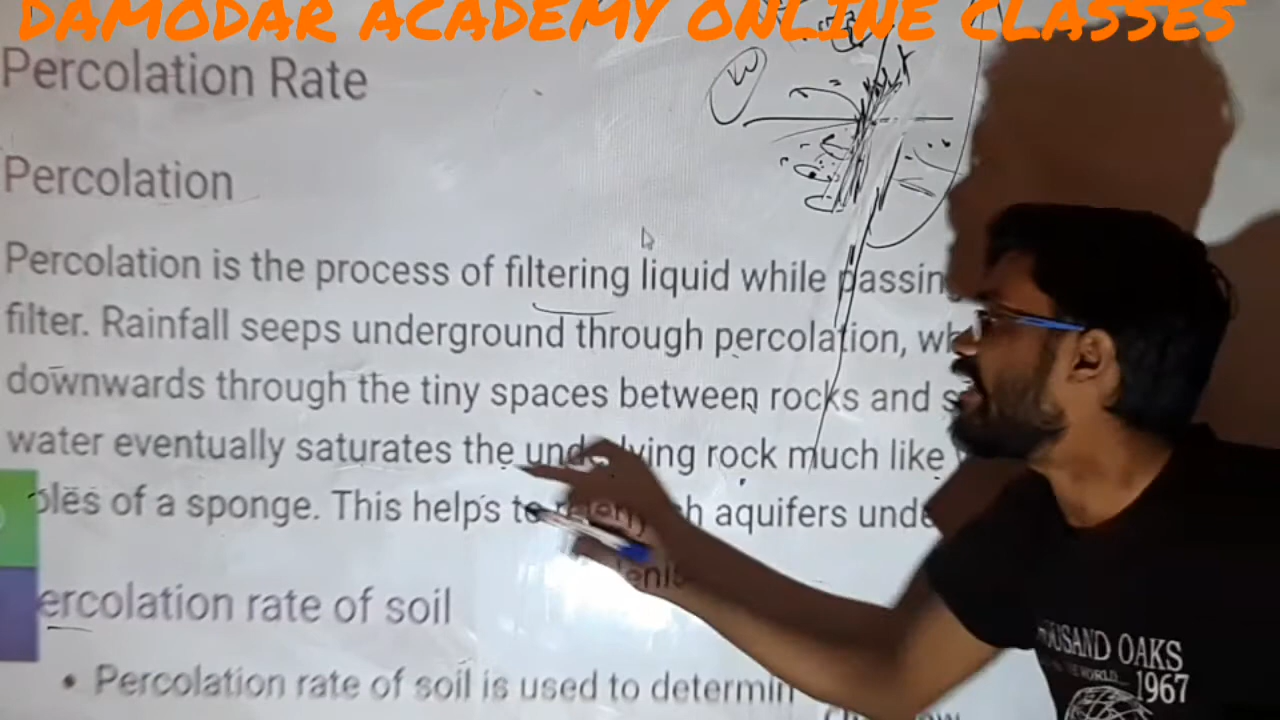 DAMODAR ACADEMY ONLINE CLASSES
Percolation Rate
Percolation
Percolation is the process of filtering liquid while passin
filter. Rainfall seeps underground through percolation, wh
downwards through the tiny spaces between rocks and s
water eventually saturates the underlying rock much like
oles of a sponge. This helps to aquifers unde
ercolation rate of soil
• Percolation rate of soil is used to determin
OUSAND OAKS
1967